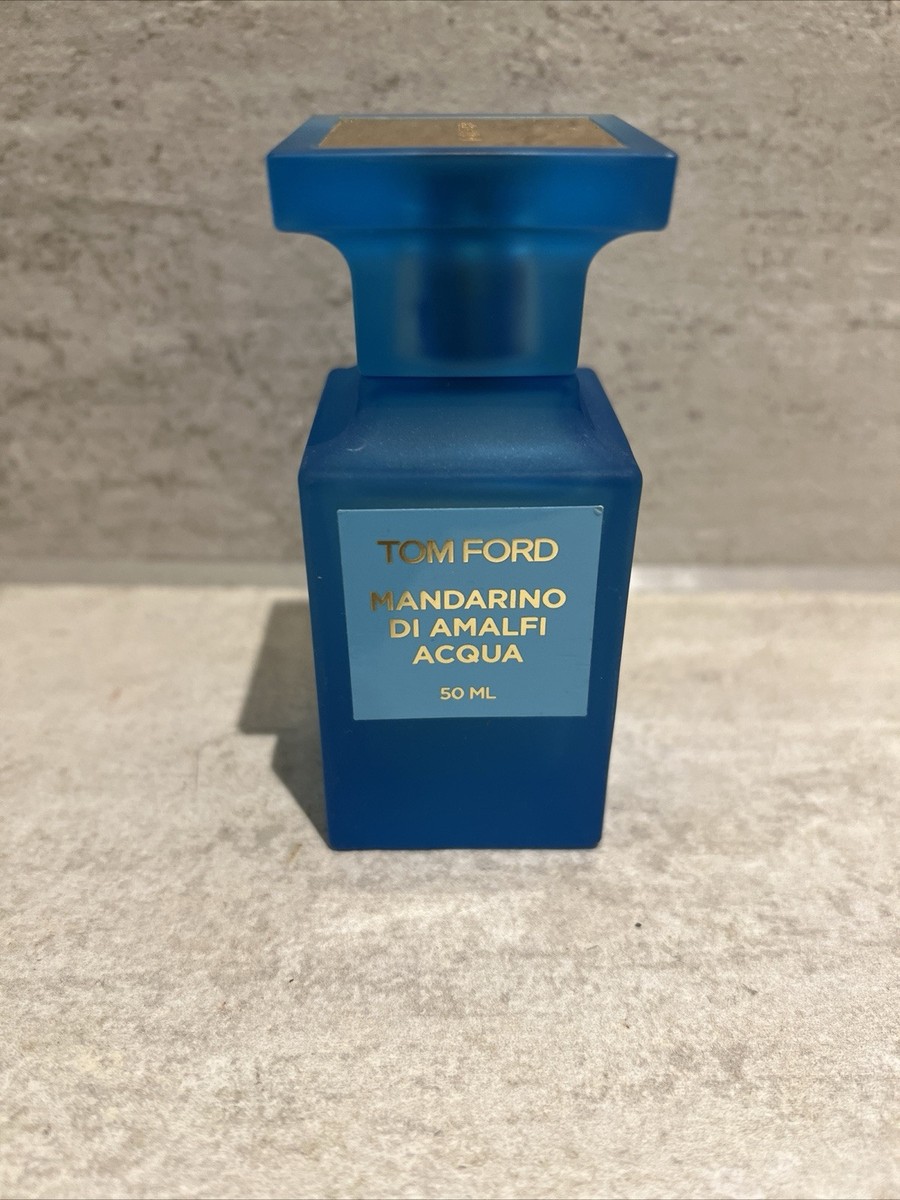 TOM FORD
MANDARINO
DI AMALFI
ACQUA
50 ML